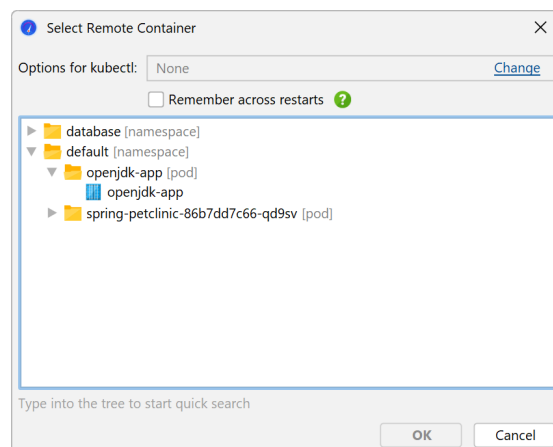 Select Remote Container
Options for kubectl: None Change
Remember across restarts ?
database [namespace]
default [namespace]
openjdk-app [pod]
openjdk-app
spring-petclinic-86b7dd7c66-qd9sv [pod]
Type into the tree to start quick search
OK Cancel